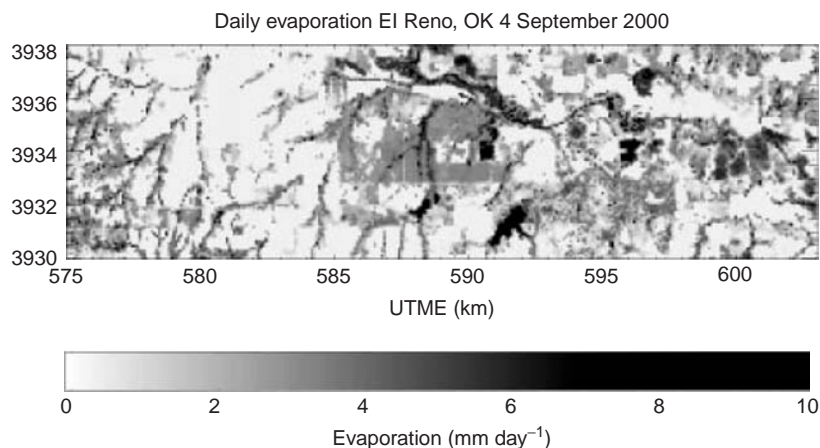 Daily evaporation EI Reno, OK 4 September 2000
3938
3936
3934
3932
3930
575 580 585 590 595 600
UTME (km)
0 2 4 6 8 10
Evaporation (mm day⁻¹)